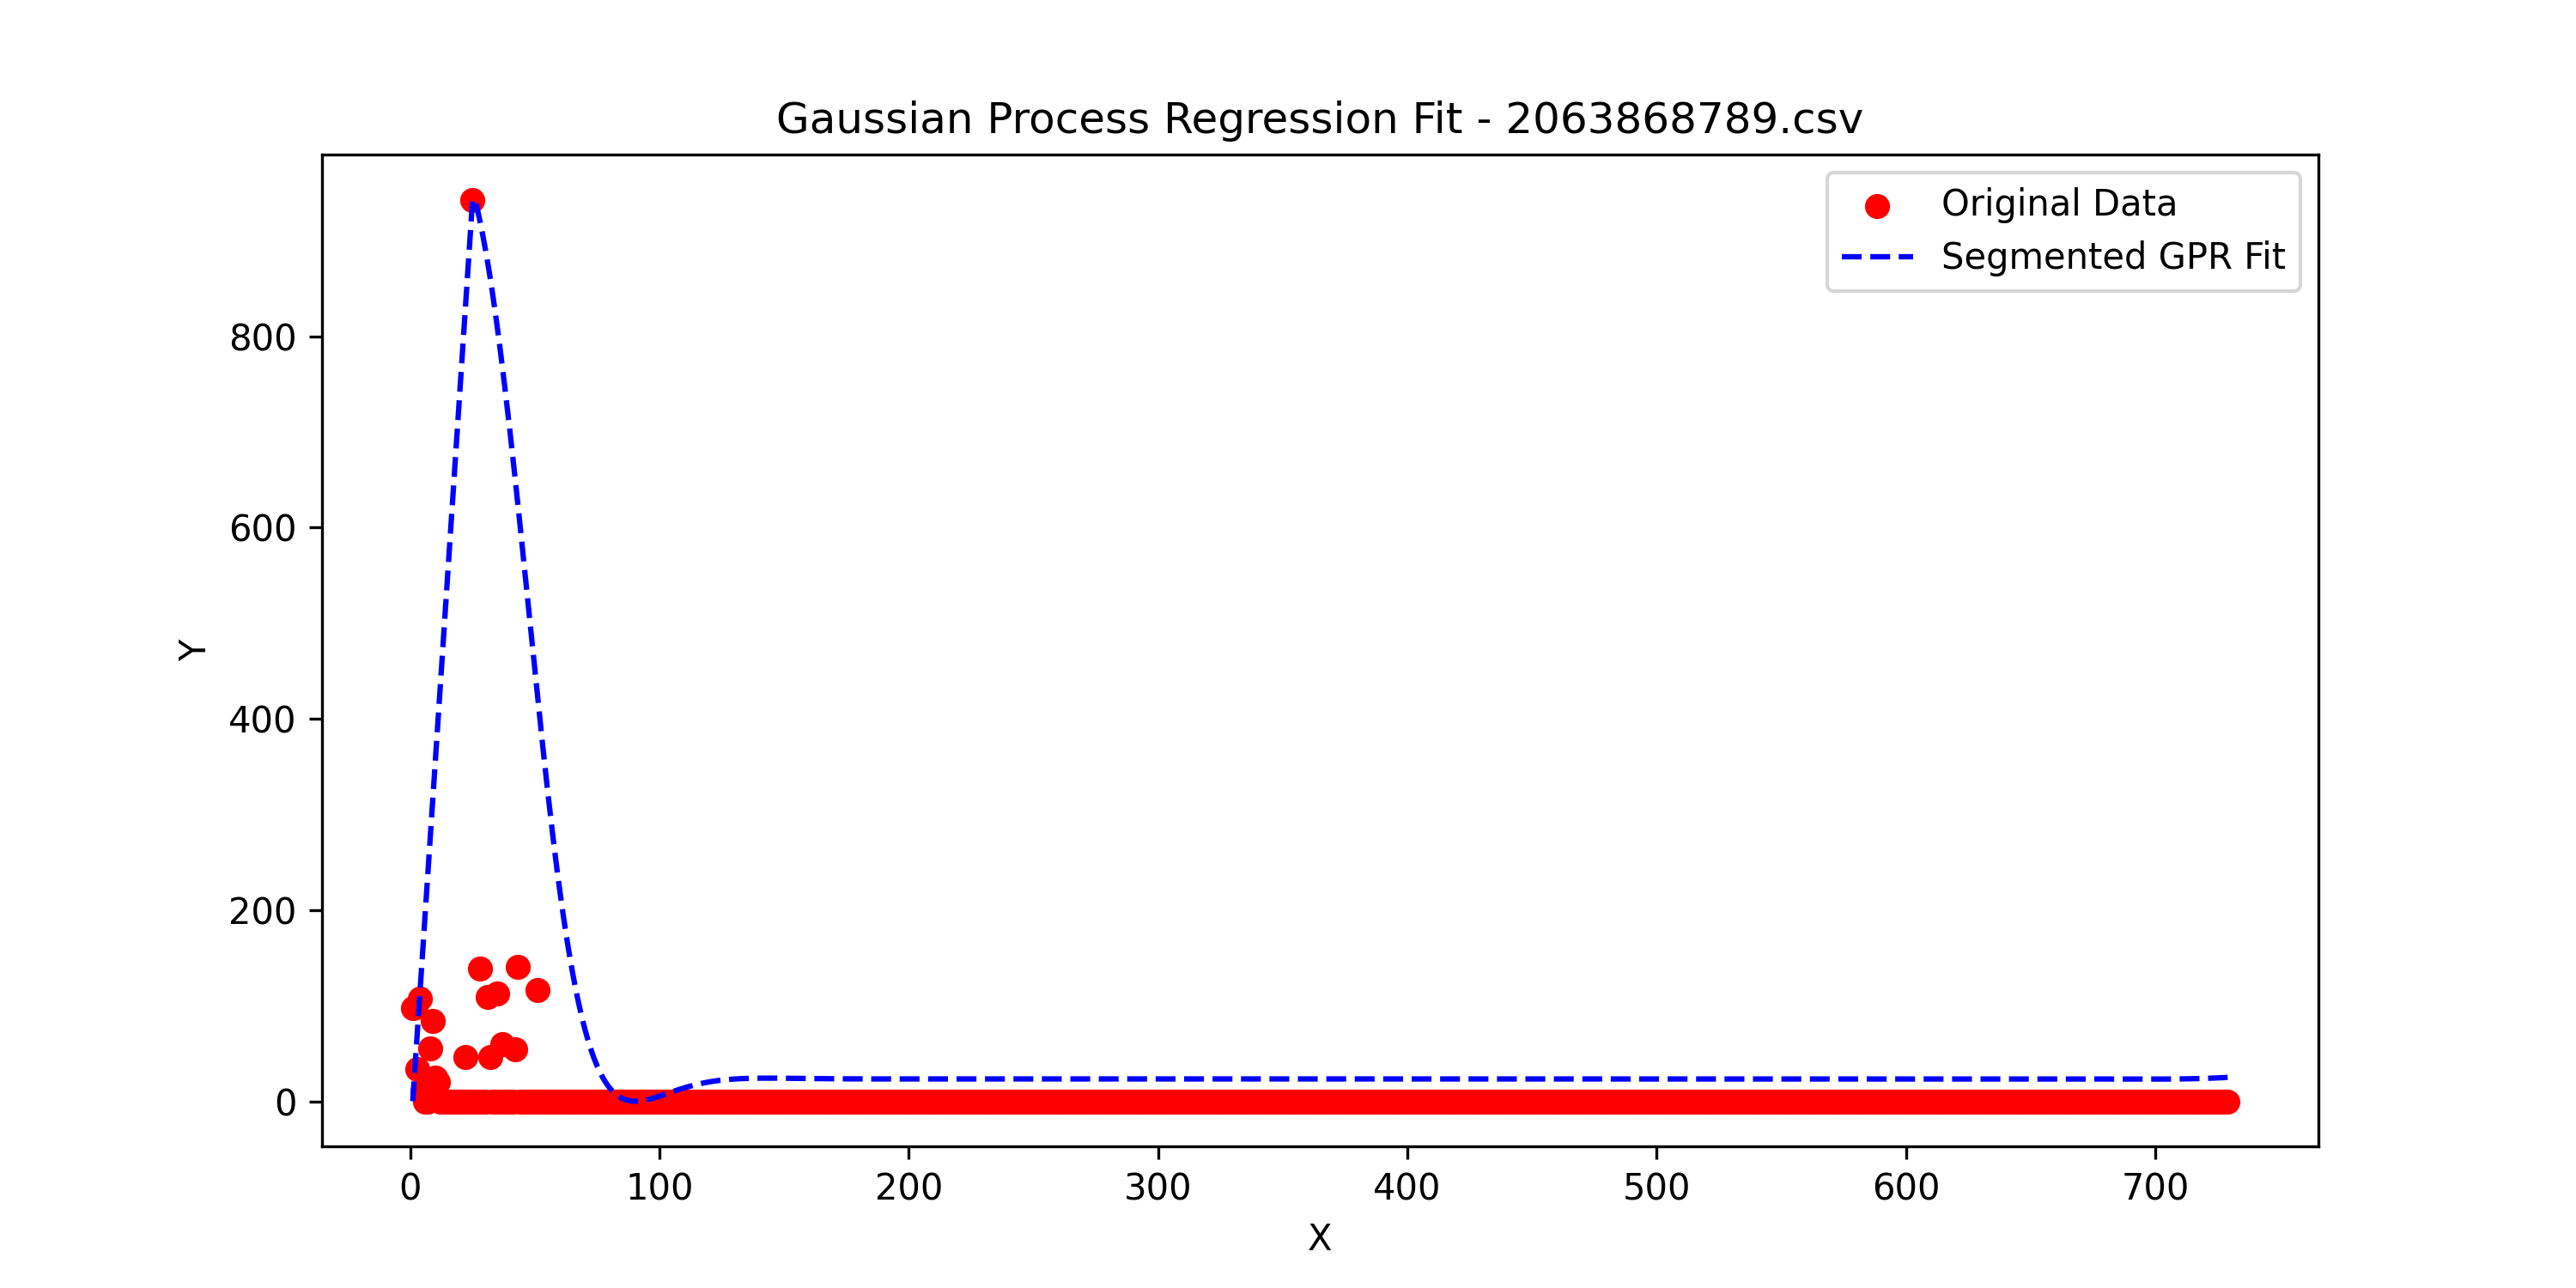 Gaussian Process Regression Fit - 2063868789.csv
Original Data
Segmented GPR Fit
800
600
400
200
0
Y
0 100 200 300 400 500 600 700
X